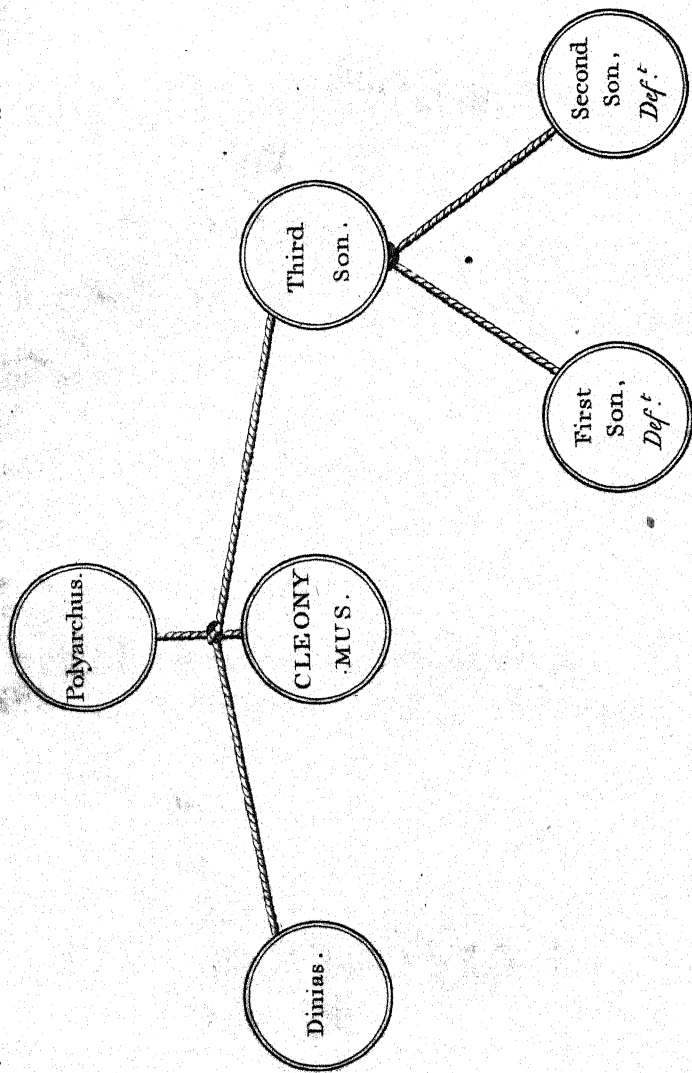 Polyarchus.
Dinias.
CLEONY
.MUS.
Third
Son.
First
Son,
Def.t
Second
Son,
Def.t